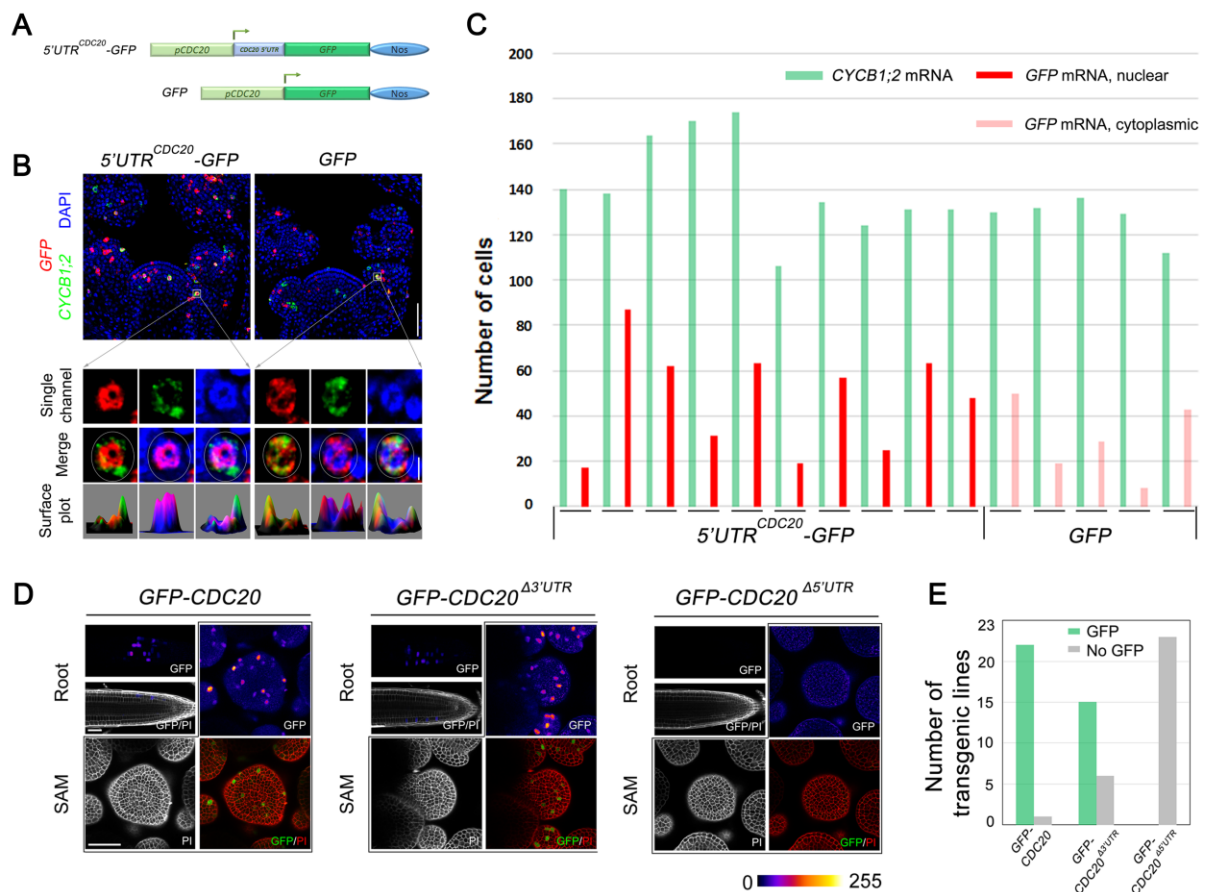 A
5'UTR^CDC20-GFP
pCDC20 CDC20 5'UTR GFP Nos
GFP
pCDC20 GFP Nos
B
5'UTR^CDC20-GFP GFP
GFP
CYCB1;2
DAPI
Single channel
Merge
Surface plot
C
Number of cells
200
180
160
140
120
100
80
60
40
20
0
CYCB1;2 mRNA
GFP mRNA, nuclear
GFP mRNA, cytoplasmic
5'UTR^CDC20-GFP GFP
D
GFP-CDC20 GFP-CDC20^Δ3'UTR GFP-CDC20^Δ5'UTR
Root
GFP
GFP/PI
GFP
SAM
PI
GFP/PI
Root
GFP
GFP/PI
GFP
SAM
PI
GFP/PI
Root
GFP
GFP/PI
GFP
SAM
PI
GFP/PI
0 255
E
Number of transgenic lines
23
20
15
10
5
0
GFP
No GFP
GFP-CDC20
GFP-CDC20^Δ3'UTR
GFP-CDC20^Δ5'UTR